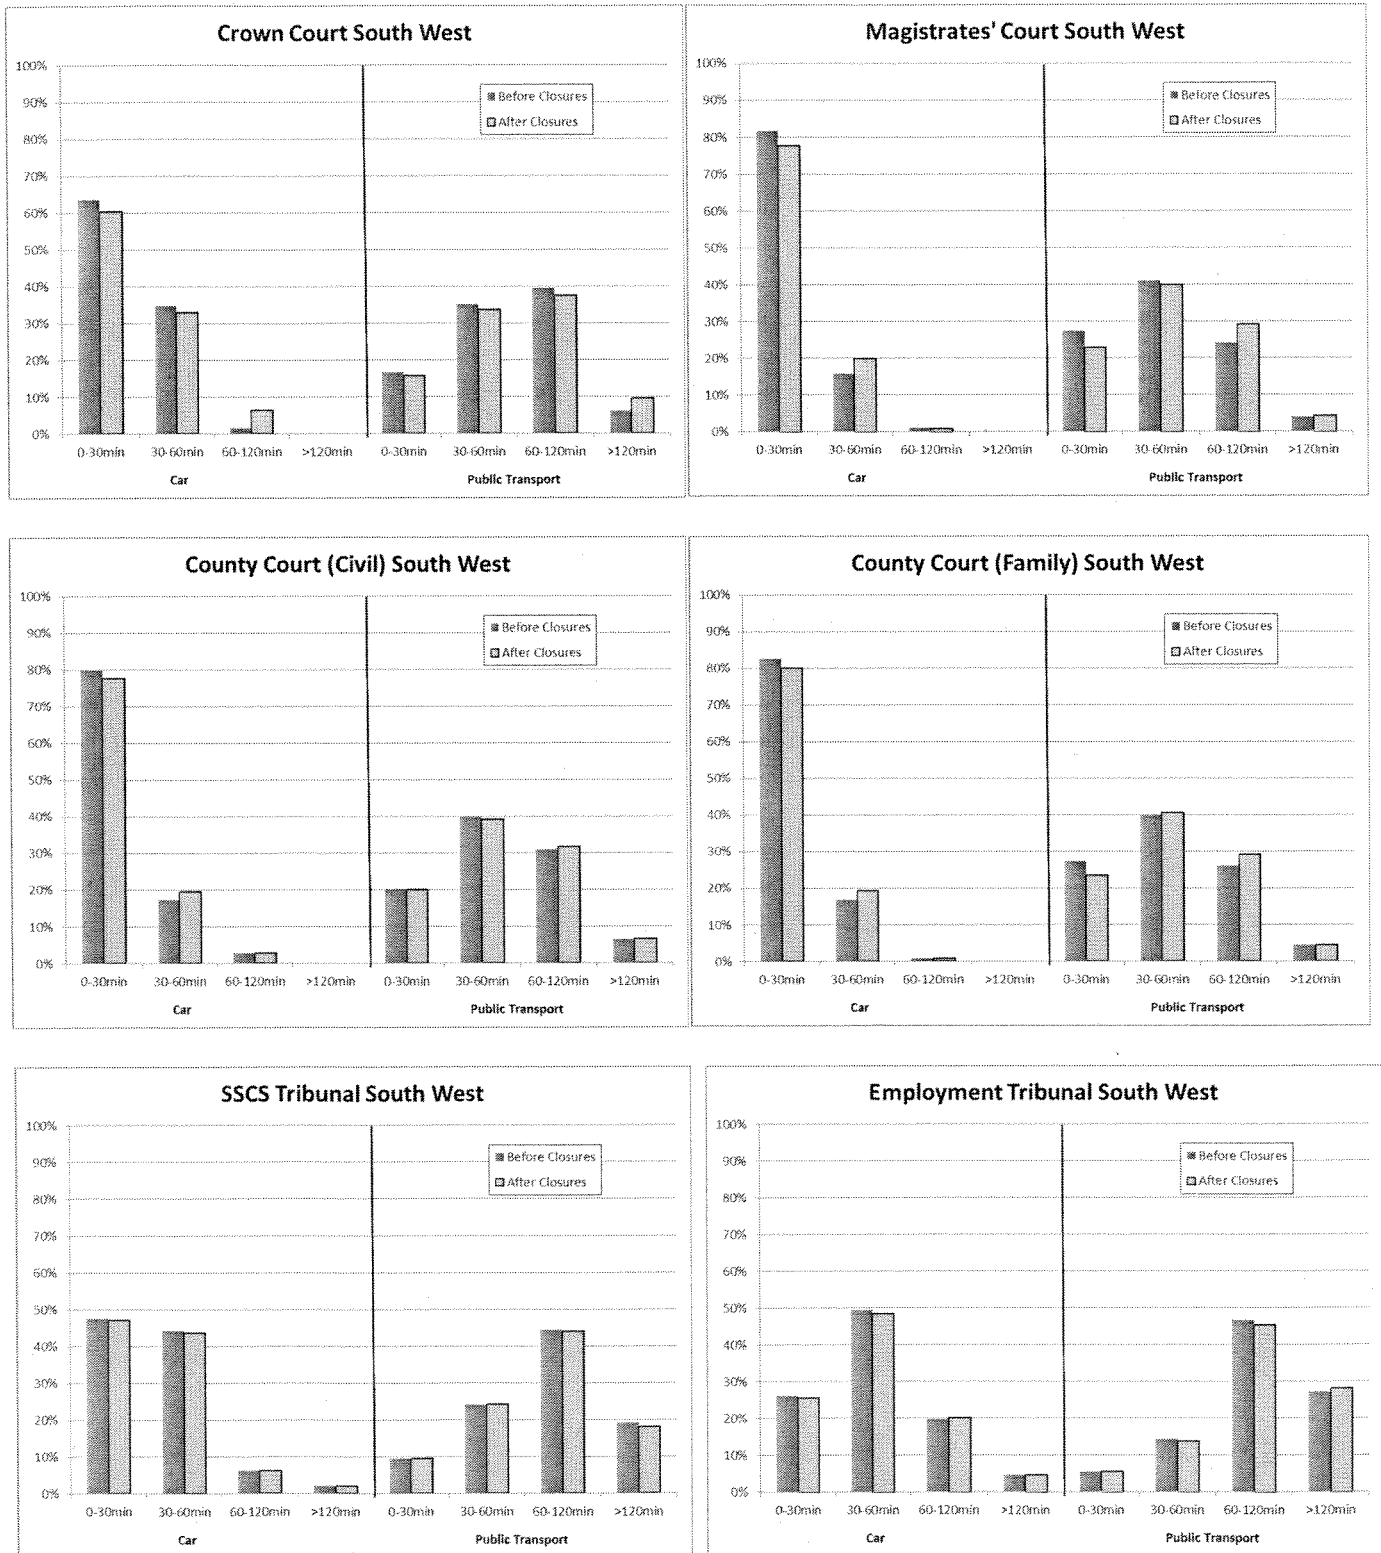 Crown Court South West
100%
90%
80%
70%
60%
50%
40%
30%
20%
10%
0%
Before Closures
After Closures
0-30min 30-60min 60-120min >120min 0-30min 30-60min 60-120min >120min
Car Public Transport
Magistrates' Court South West
100%
90%
80%
70%
60%
50%
40%
30%
20%
10%
0%
Before Closures
After Closures
0-30min 30-60min 60-120min >120min 0-30min 30-60min 60-120min >120min
Car Public Transport
County Court (Civil) South West
100%
90%
80%
70%
60%
50%
40%
30%
20%
10%
0%
Before Closures
After Closures
0-30min 30-60min 60-120min >120min 0-30min 30-60min 60-120min >120min
Car Public Transport
County Court (Family) South West
100%
90%
80%
70%
60%
50%
40%
30%
20%
10%
0%
Before Closures
After Closures
0-30min 30-60min 60-120min >120min 0-30min 30-60min 60-120min >120min
Car Public Transport
SSCS Tribunal South West
100%
90%
80%
70%
60%
50%
40%
30%
20%
10%
0%
Before Closures
After Closures
0-30min 30-60min 60-120min >120min 0-30min 30-60min 60-120min >120min
Car Public Transport
Employment Tribunal South West
100%
90%
80%
70%
60%
50%
40%
30%
20%
10%
0%
Before Closures
After Closures
0-30min 30-60min 60-120min >120min 0-30min 30-60min 60-120min >120min
Car Public Transport